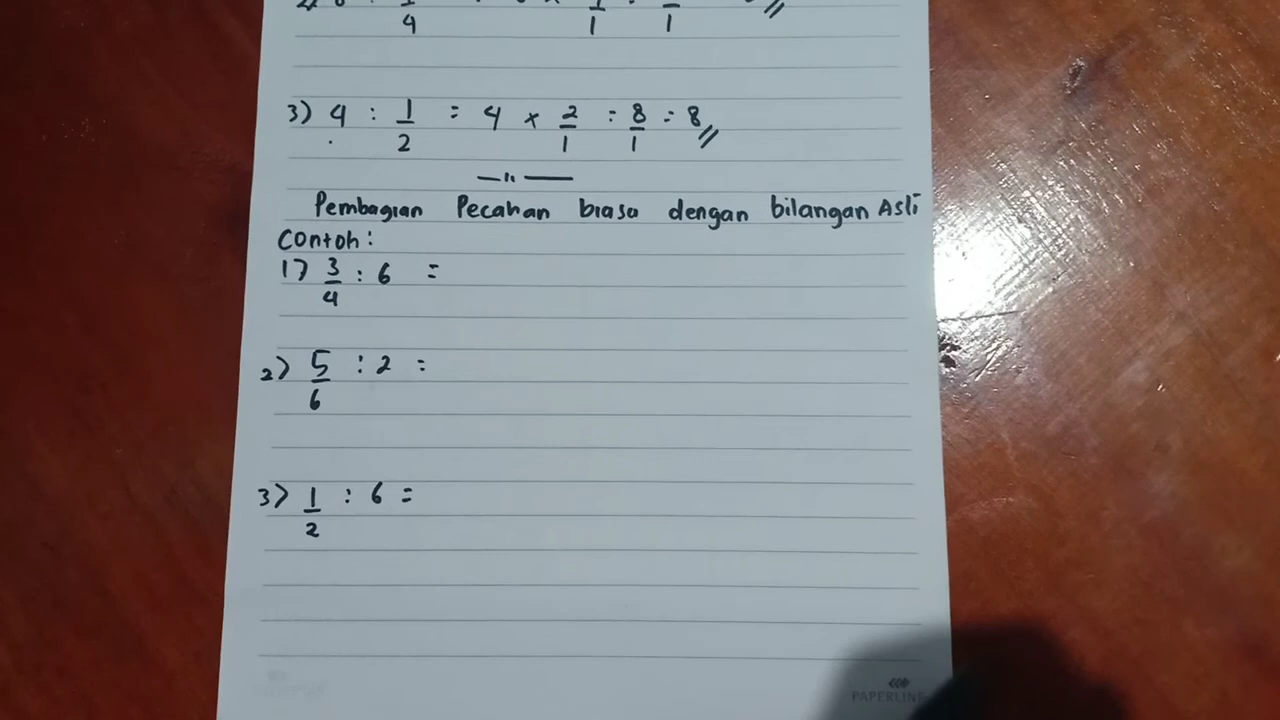 3) 4 : 1/2 = 4 x 2/1 = 8/1 = 8
Pembagian Pecahan biasa dengan bilangan Asli
Contoh :
1) 3/4 : 6 =
2) 5/6 : 2 =
3) 1/2 : 6 =
PAPERLINE